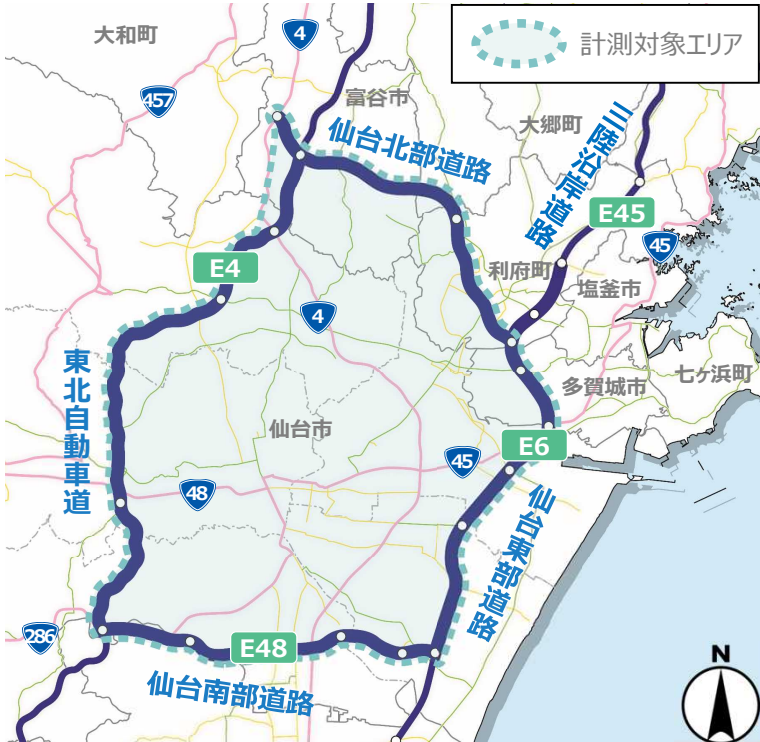 4
大和町
計測対象エリア
457
富谷市
大郷町
仙台北部道路
三陸沿岸道路
E45
45
E4
利府町
塩釜市
4
東北自動車道
多賀城市
七ヶ浜町
仙台市
E6
45
48
仙台東部道路
286
E48
仙台南部道路
N